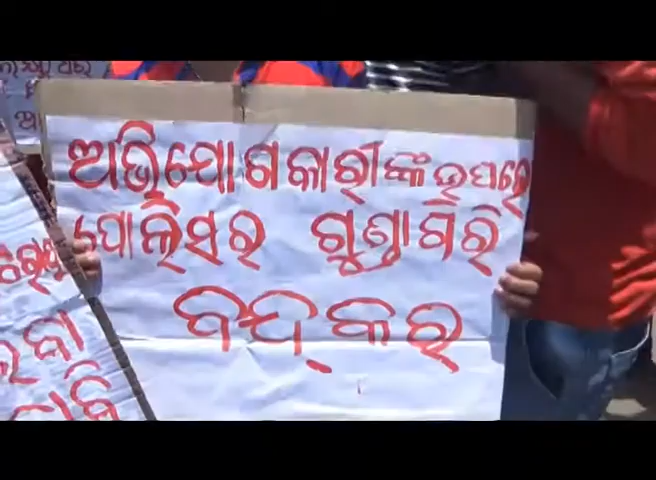 ଅଭିଯୋଗକାରୀଙ୍କ ଉପରେ
ପୋଲିସର ଗୁଣ୍ଡାଗିରି
ବନ୍ଦ କର